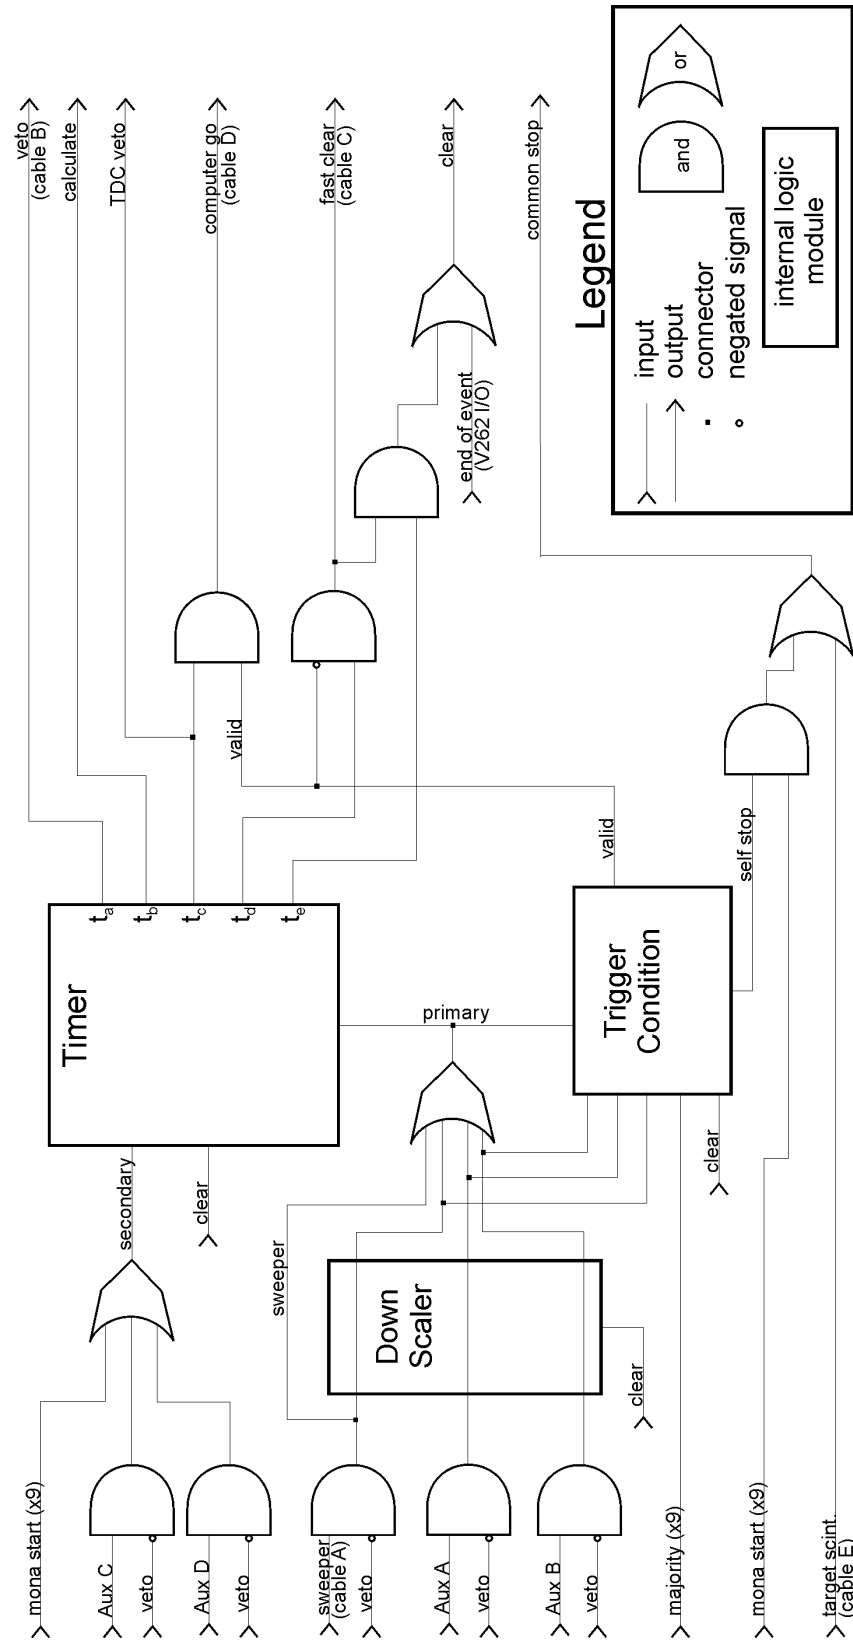 veto
(cable B)
calculate
TDC veto
computer go
(cable D)
fast clear
(cable C)
clear
common stop
Legend
input
output
connector
negated signal
and
or
internal logic
module
end of event
(V262 I/O)
valid
valid
self stop
Timer
ta
tb
tc
td
te
primary
Trigger
Condition
secondary
clear
clear
sweeper
Down
Scaler
clear
mona start (x9)
Aux C
veto
Aux D
veto
sweeper
(cable A)
veto
Aux A
veto
Aux B
veto
majority (x9)
mona start (x9)
target scint.
(cable E)